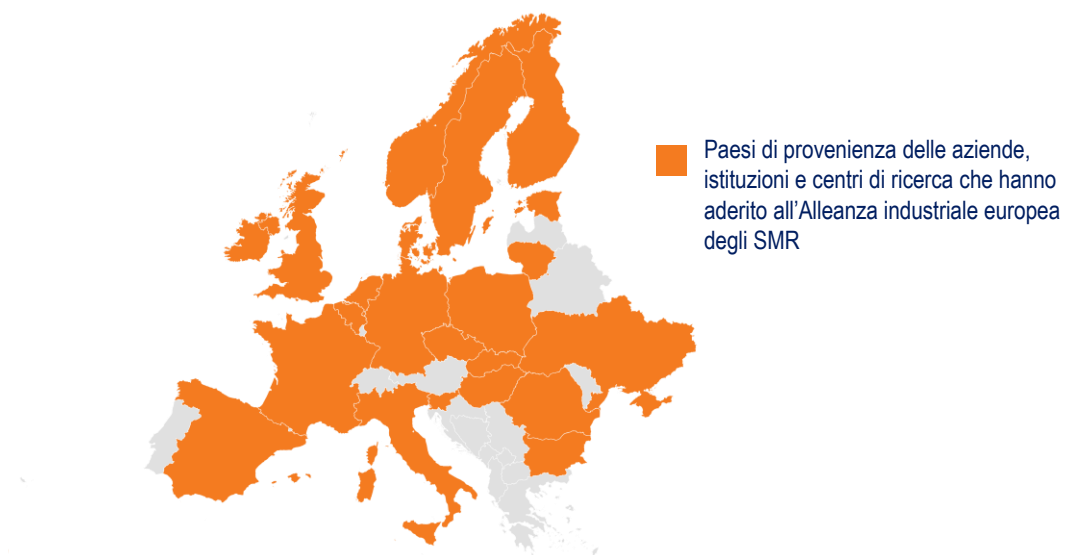 Paesi di provenienza delle aziende,
istituzioni e centri di ricerca che hanno
aderito all’Alleanza industriale europea
degli SMR